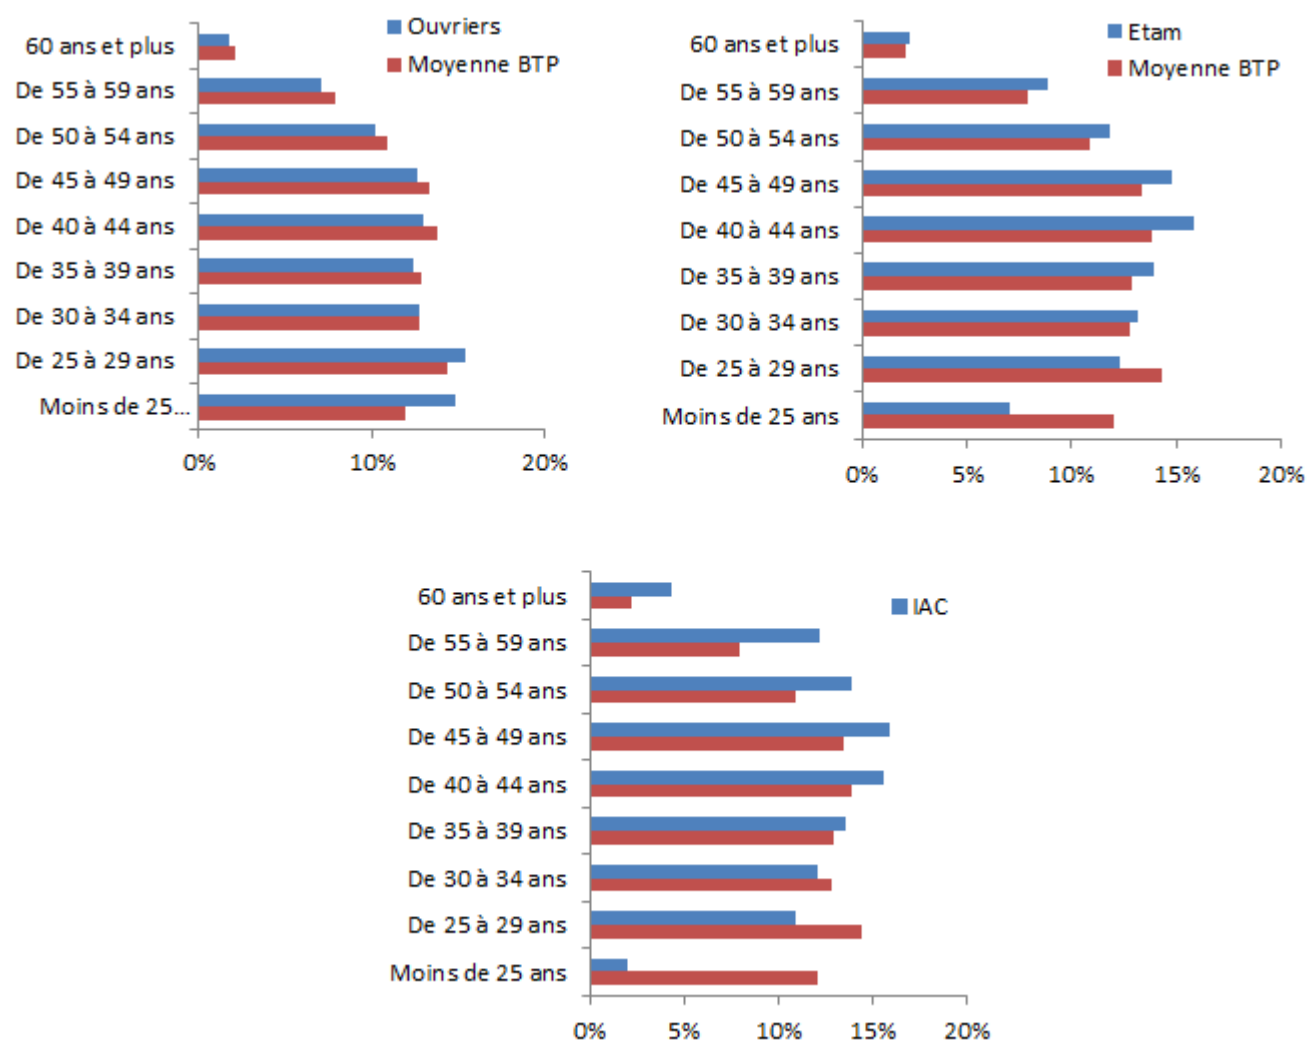 Ouvriers
Moyenne BTP
60 ans et plus
De 55 à 59 ans
De 50 à 54 ans
De 45 à 49 ans
De 40 à 44 ans
De 35 à 39 ans
De 30 à 34 ans
De 25 à 29 ans
Moins de 25...
0% 10% 20%
Etam
Moyenne BTP
60 ans et plus
De 55 à 59 ans
De 50 à 54 ans
De 45 à 49 ans
De 40 à 44 ans
De 35 à 39 ans
De 30 à 34 ans
De 25 à 29 ans
Moins de 25 ans
0% 5% 10% 15% 20%
IAC
60 ans et plus
De 55 à 59 ans
De 50 à 54 ans
De 45 à 49 ans
De 40 à 44 ans
De 35 à 39 ans
De 30 à 34 ans
De 25 à 29 ans
Moins de 25 ans
0% 5% 10% 15% 20%